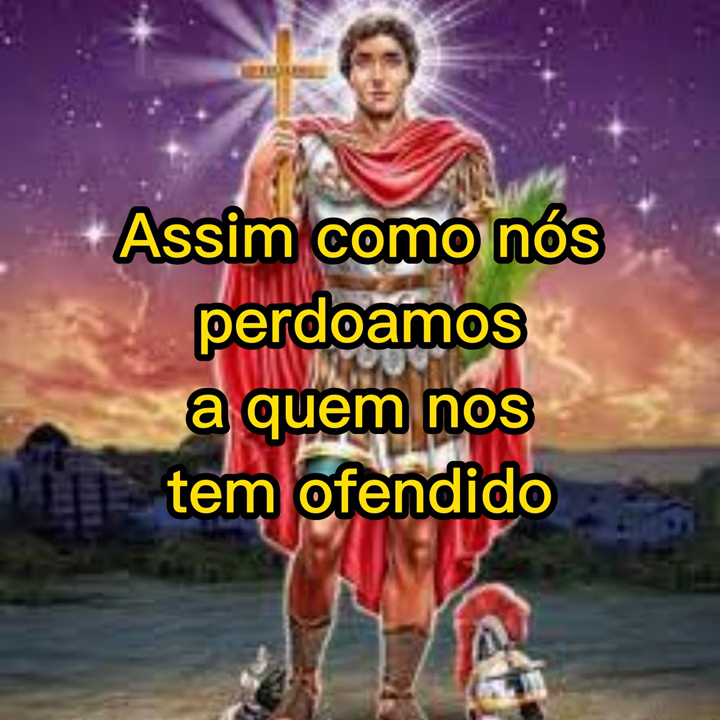 Assim como nós
perdoamos
a quem nos
tem ofendido